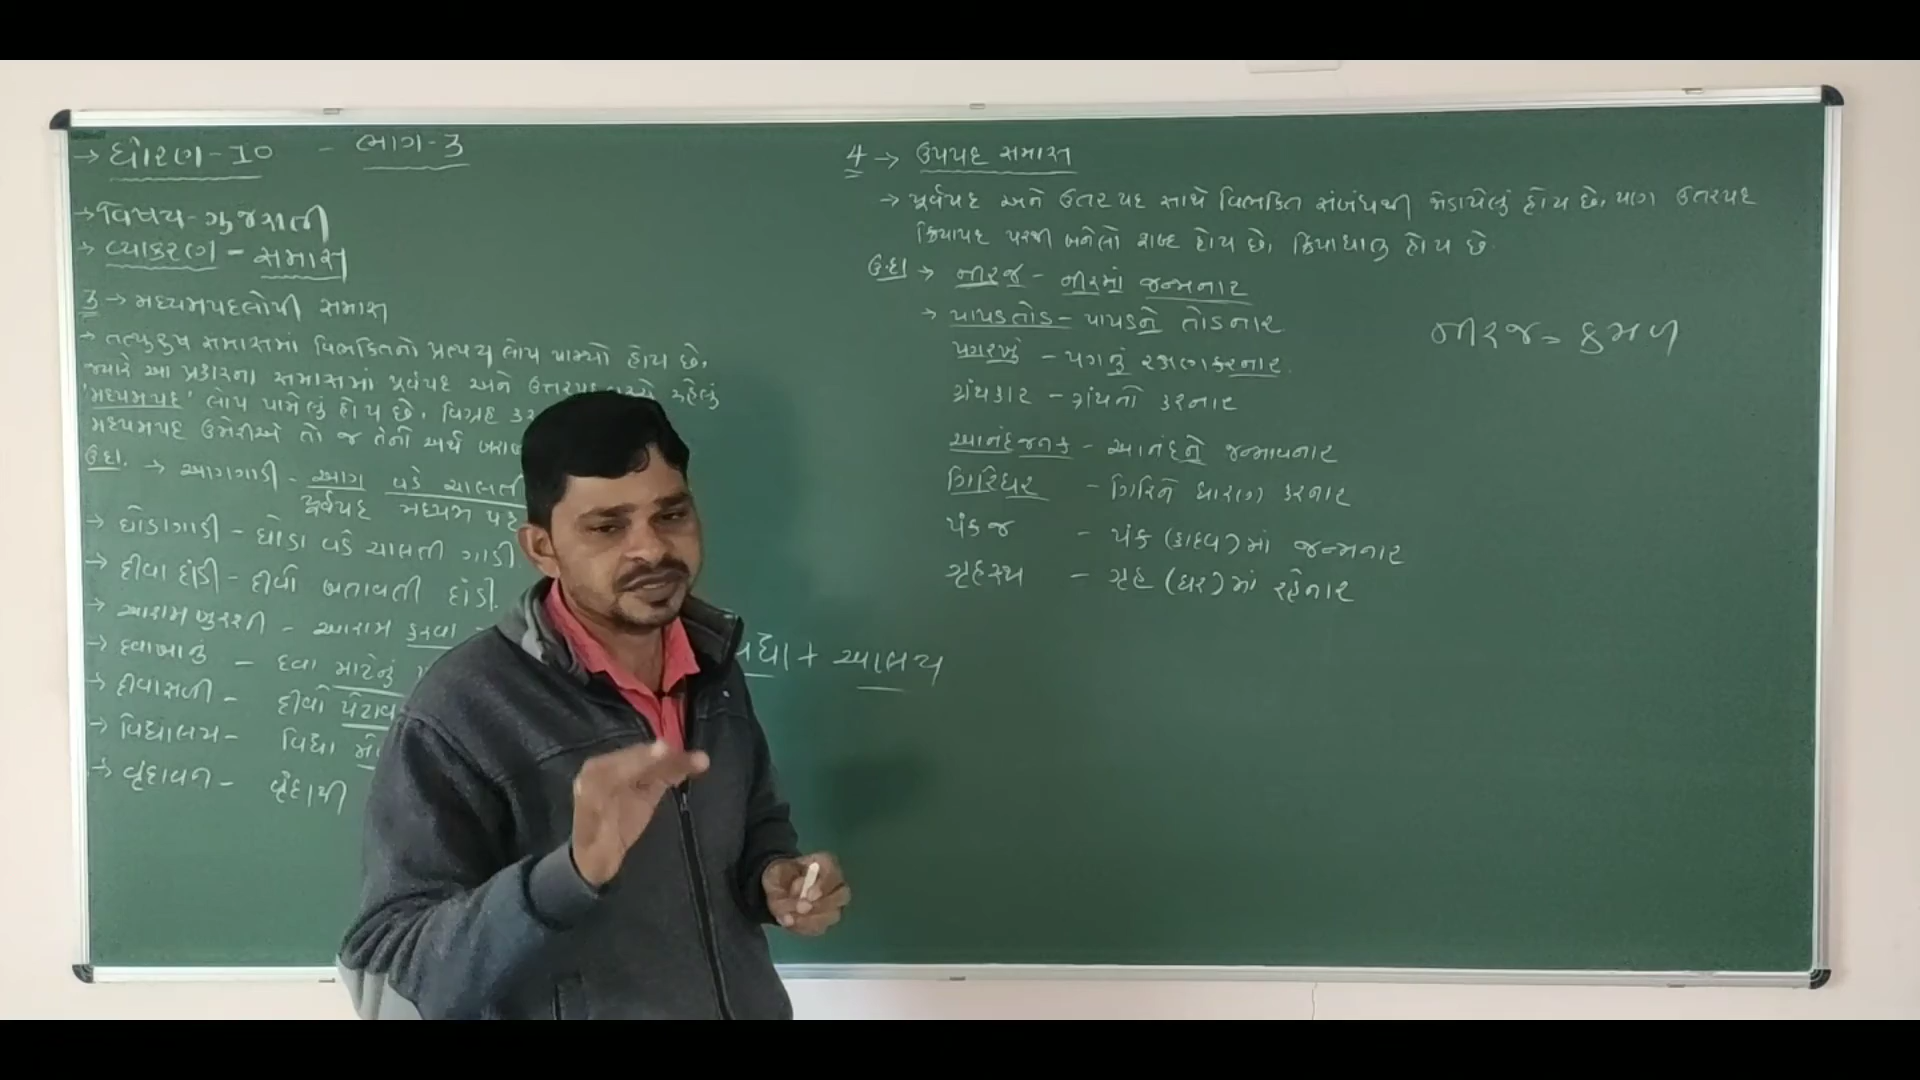 → ધોરણ-10 - ભાગ-3
→ વિષય-ગુજરાતી
→ વ્યાકરણ - સમાસ
3 → મધ્યમપદલોપી સમાસ
→ તત્પુરુષ સમાસમાં વિભક્તિનો પ્રત્યય લોપ પામ્યો હોય છે,
જ્યારે આ પ્રકારના સમાસમાં પૂર્વપદ અને ઉત્તરપદ વચ્ચે રહેલું
'મધ્યમપદ' લોપ પામેલું હોય છે. વિગ્રહ
મધ્યમપદ ઉમેરીએ તો જ તેનો અર્થ
ઉદા. → આગગાડી - આગ વડે ચાલતી
પૂર્વપદ મધ્યમ પદ
→ ઘોડાગાડી - ઘોડા વડે ચાલતી ગાડી
→ દીવાદાંડી - દીવો બતાવતી દાંડી.
→ આરામખુરશી - આરામ કરવા
→ દવાખાનું - દવા માટેનું
→ દીવાસળી - દીવો
→ વિદ્યાલય - વિદ્યા
→ વૃંદાવન - વૃંદાથી
+ આલય
4 → ઉપપદ સમાસ
→ પૂર્વપદ અને ઉતરપદ સાથે વિભકિત સંબંધથી જોડાયેલું હોય છે, પણ ઉતરપદ
ક્રિયાપદ પરથી બનેલો શબ્દ હોય છે, ક્રિયાધાતુ હોય છે.
ઉ.દા → નીરજ - નીરમાં જન્મનાર
→ પાપડતોડ - પાપડને તોડનાર
પગરખું - પગનું રક્ષણ કરનાર.
ગ્રંથકાર - ગ્રંથનો કરનાર
આનંદજનક - આનંદને જન્માવનાર
ગિરિધર - ગિરિને ધારણ કરનાર
પંકજ - પંક (કાદવ) માં જન્મનાર
ગૃહસ્થ - ગૃહ (ઘર) માં રહેનાર
નીરજ = કમળ